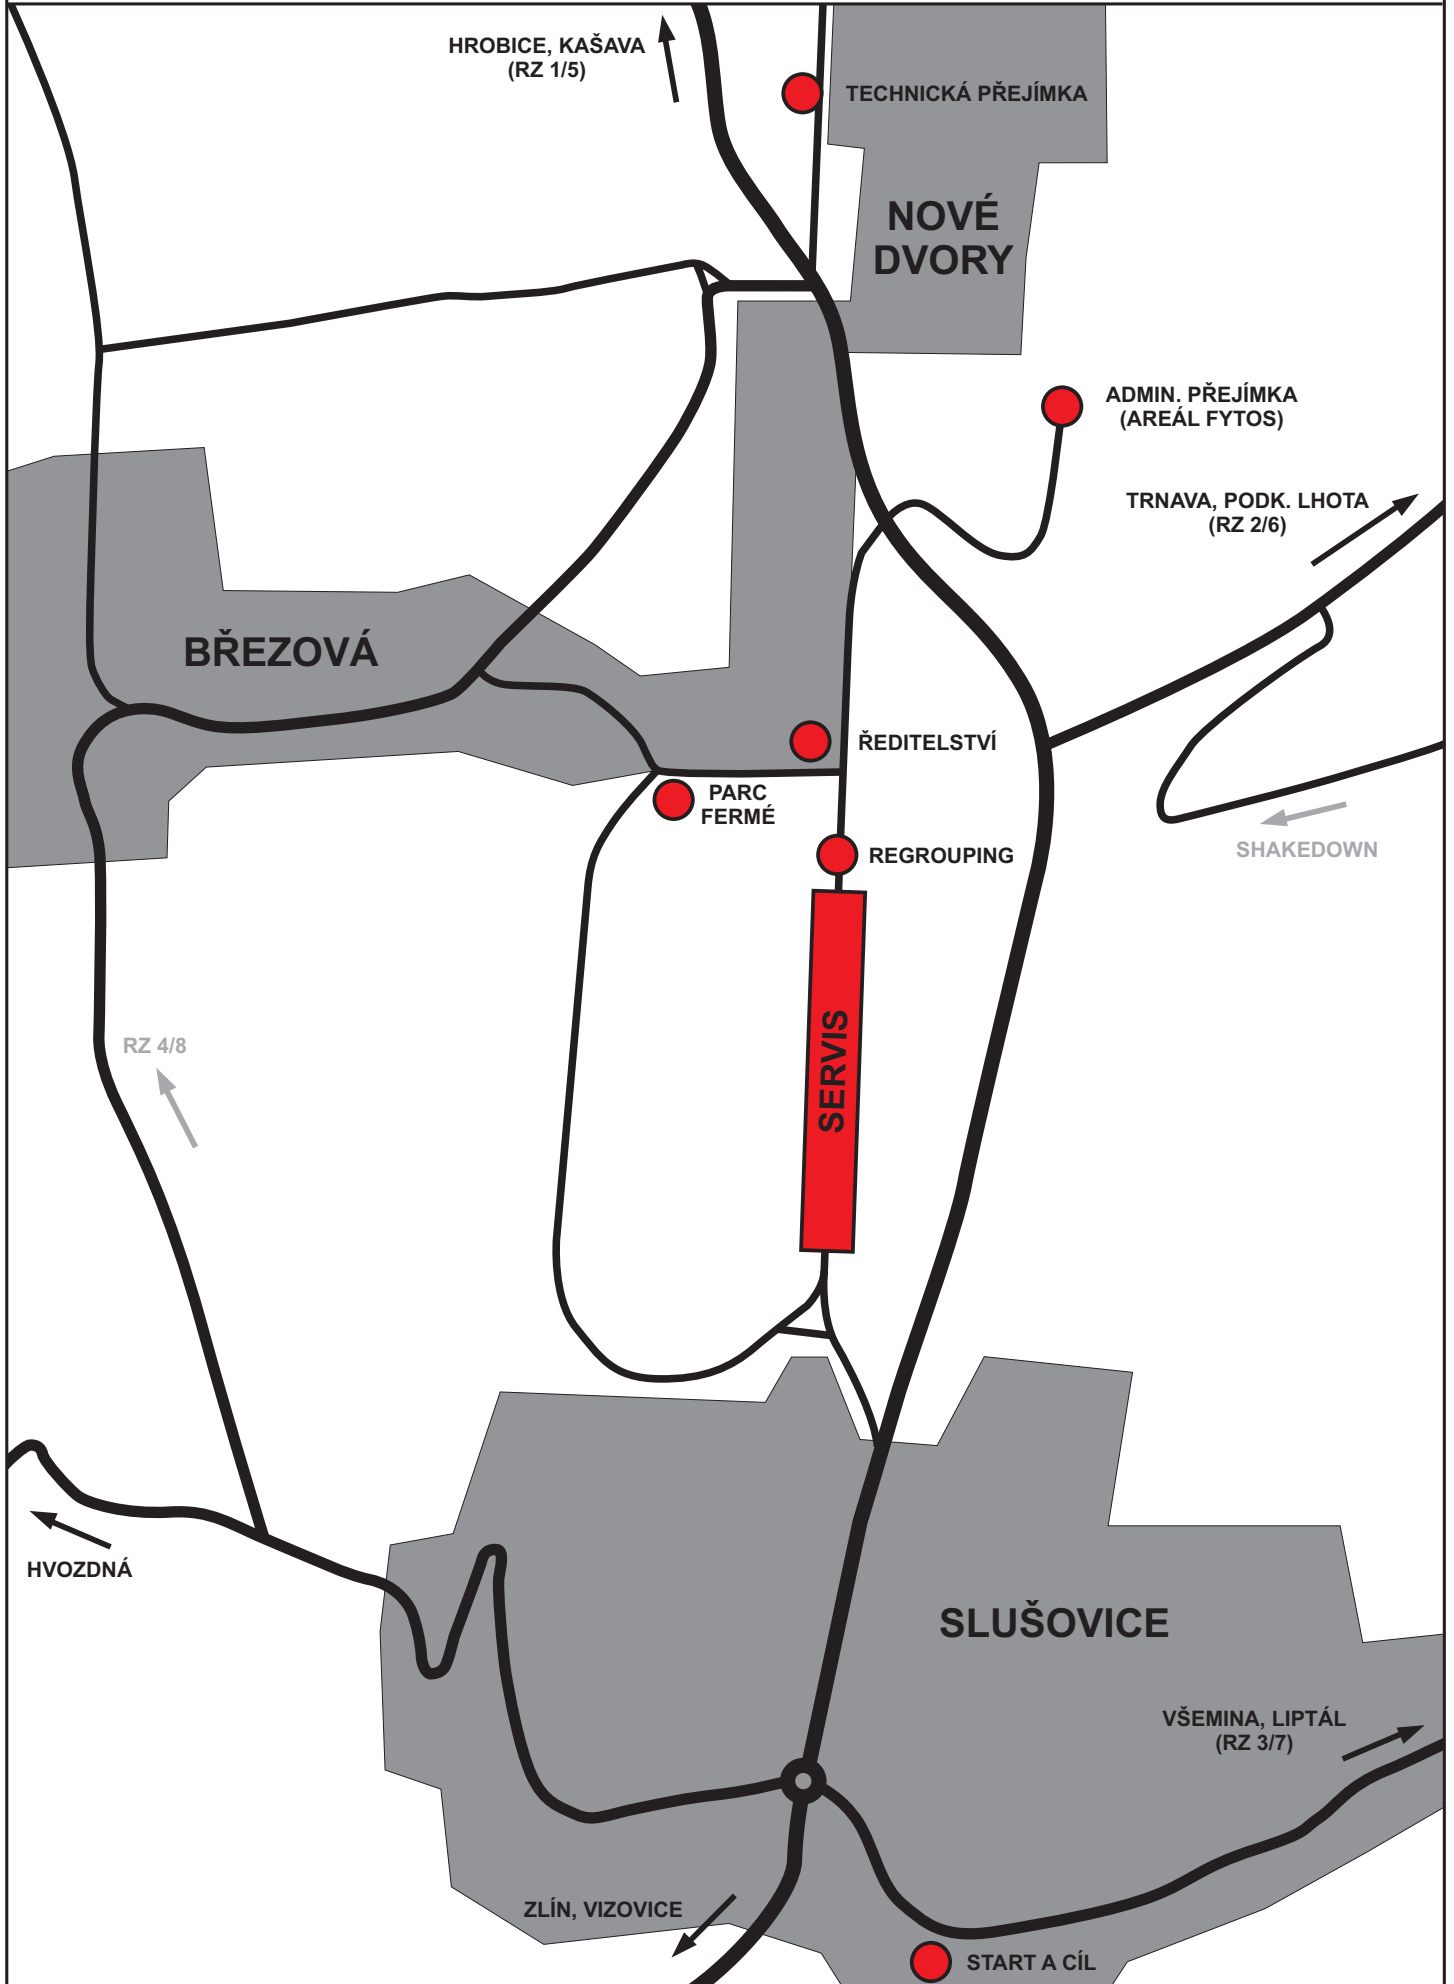 HROBICE, KAŠAVA
(RZ 1/5)
TECHNICKÁ PŘEJÍMKA
NOVÉ
DVORY
ADMIN. PŘEJÍMKA
(AREÁL FYTOS)
TRNAVA, PODK. LHOTA
(RZ 2/6)
BŘEZOVÁ
ŘEDITELSTVÍ
PARC
FERMÉ
REGROUPING
SHAKEDOWN
SERVIS
RZ 4/8
HVOZDNÁ
SLUŠOVICE
VŠEMINA, LIPTÁL
(RZ 3/7)
ZLÍN, VIZOVICE
START A CÍL